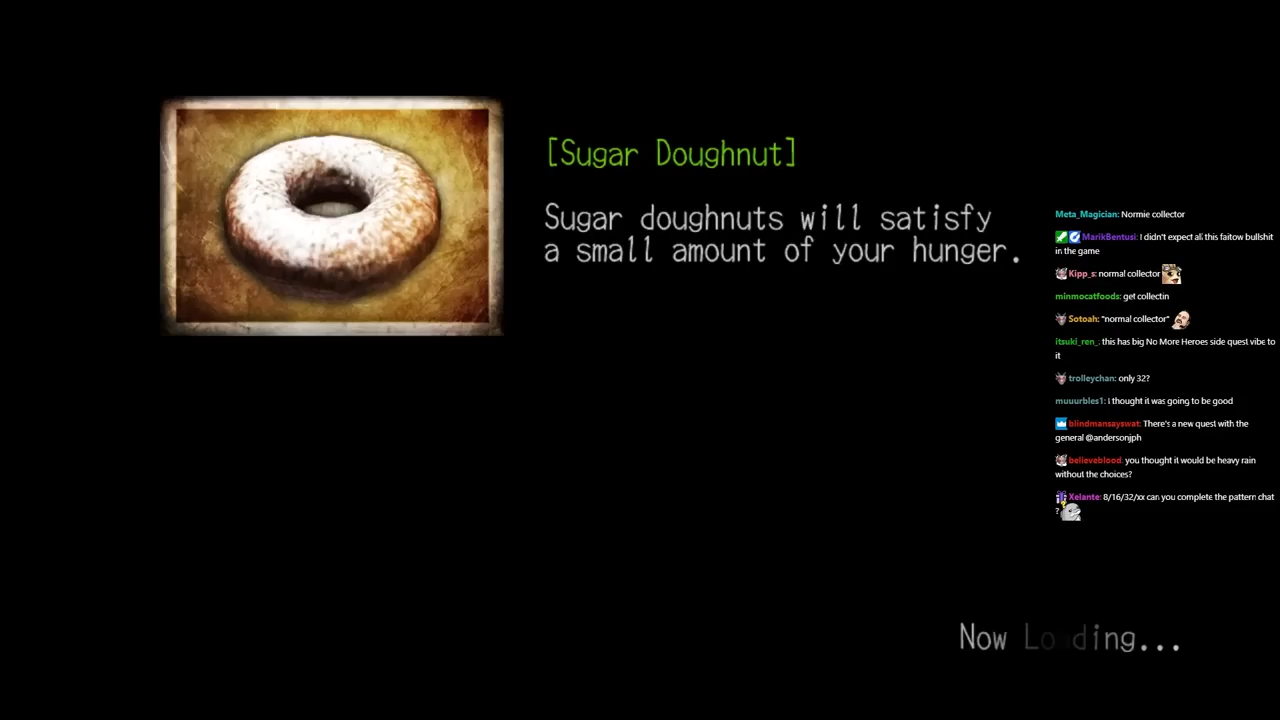 [Sugar Doughnut]
Sugar doughnuts will satisfy
a small amount of your hunger.
Meta_Magician: Normie collector
MarikBentusi: I didn't expect all this faitow bullshit
in the game
Kipp_s: normal collector
minmocatfoods: get collectin
Sotoah: "normal collector"
itsuki_ren_: this has big No More Heroes side quest vibe to
it
trolleychan: only 32?
muuurbles1: i thought it was going to be good
blindmansayswat: There's a new quest with the
general @andersonjph
believeblood: you thought it would be heavy rain
without the choices?
Xelante: 8/16/32/xx can you complete the pattern chat
?
Now Loading...